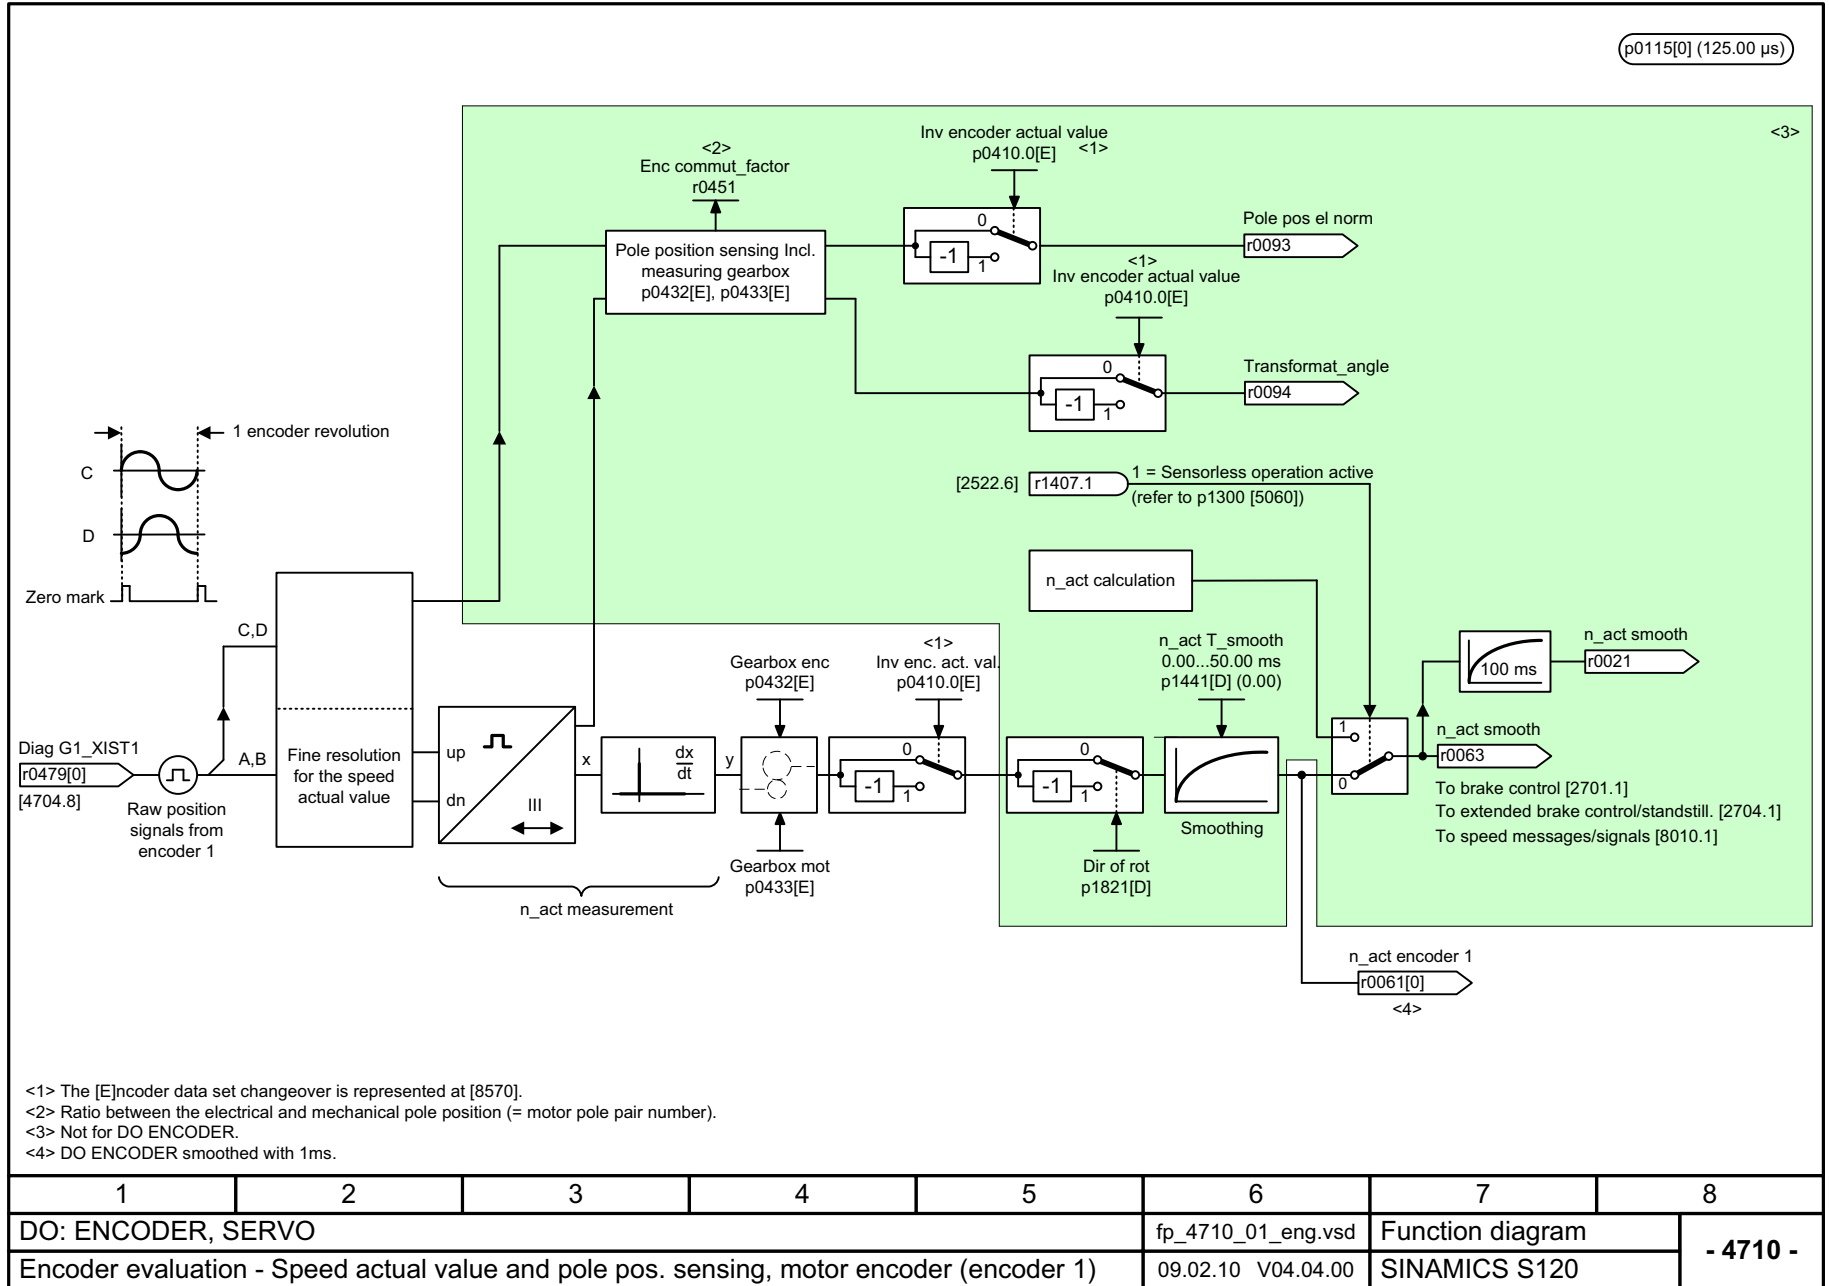 p0115[0] (125.00 µs)
<3>
Inv encoder actual value
p0410.0[E] <1>
<2>
Enc commut_factor
r0451
Pole position sensing Incl.
measuring gearbox
p0432[E], p0433[E]
0
-1
1
Pole pos el norm
r0093
<1>
Inv encoder actual value
p0410.0[E]
0
-1
1
Transformat_angle
r0094
1 encoder revolution
C
D
Zero mark
[2522.6]
r1407.1
1 = Sensorless operation active
(refer to p1300 [5060])
n_act calculation
C,D
A,B
Diag G1_XIST1
r0479[0]
[4704.8]
Raw position
signals from
encoder 1
Fine resolution
for the speed
actual value
up
dn
III
x
dx
dt
y
n_act measurement
Gearbox enc
p0432[E]
Gearbox mot
p0433[E]
<1>
Inv enc. act. val.
p0410.0[E]
0
-1
1
0
-1
1
Dir of rot
p1821[D]
n_act T_smooth
0.00...50.00 ms
p1441[D] (0.00)
Smoothing
1
0
100 ms
n_act smooth
r0021
n_act smooth
r0063
To brake control [2701.1]
To extended brake control/standstill. [2704.1]
To speed messages/signals [8010.1]
n_act encoder 1
r0061[0]
<4>
<1> The [E]ncoder data set changeover is represented at [8570].
<2> Ratio between the electrical and mechanical pole position (= motor pole pair number).
<3> Not for DO ENCODER.
<4> DO ENCODER smoothed with 1ms.
1 2 3 4 5 6 7 8
DO: ENCODER, SERVO
fp_4710_01_eng.vsd
Function diagram
- 4710 -
Encoder evaluation - Speed actual value and pole pos. sensing, motor encoder (encoder 1)
09.02.10 V04.04.00
SINAMICS S120